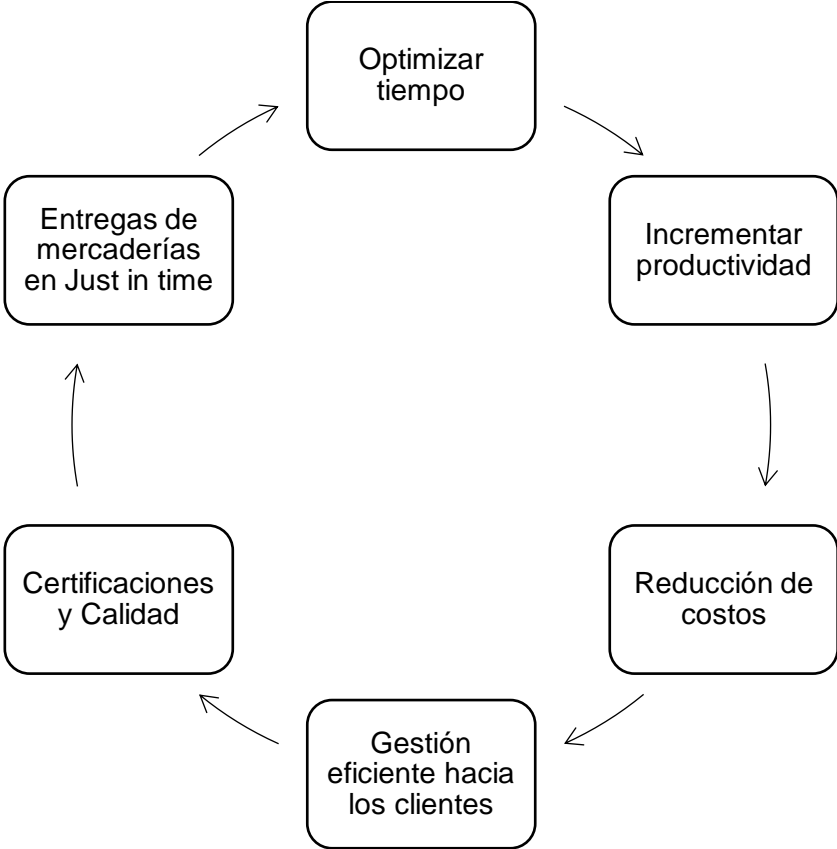 Optimizar
tiempo
Incrementar
productividad
Reducción de
costos
Gestión
eficiente hacia
los clientes
Certificaciones
y Calidad
Entregas de
mercaderías
en Just in time